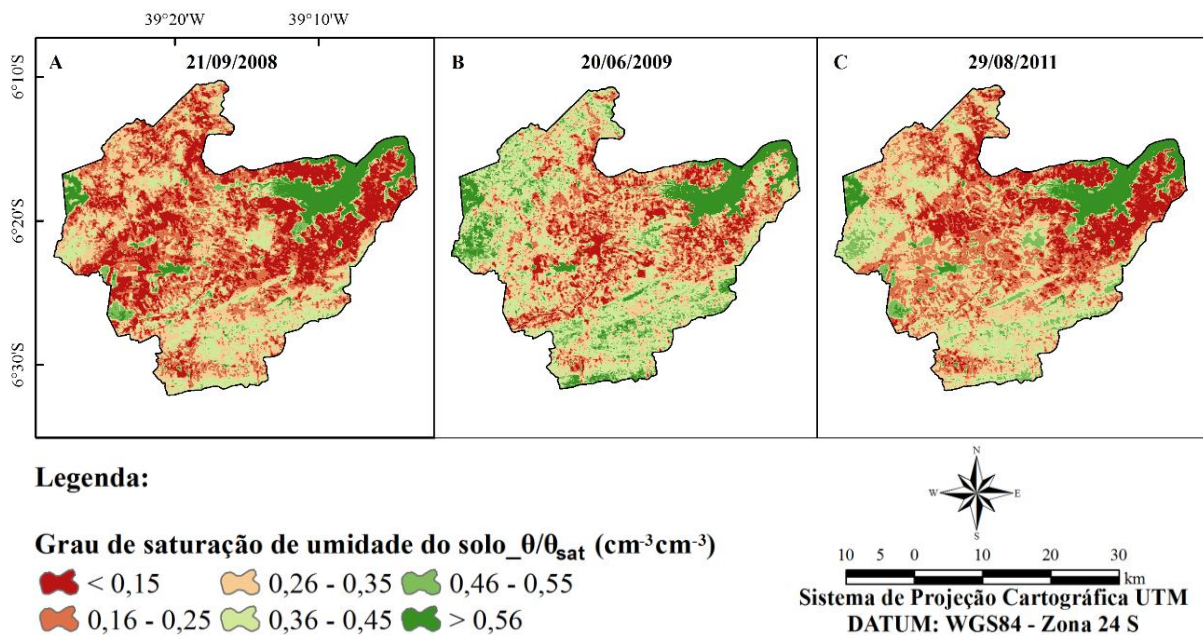 39°20'W 39°10'W
A 21/09/2008 B 20/06/2009 C 29/08/2011
6°10'S
6°20'S
6°30'S
Legenda:
Grau de saturação de umidade do solo_θ/θsat (cm-3cm-3)
< 0,15 0,26 - 0,35 0,46 - 0,55
0,16 - 0,25 0,36 - 0,45 > 0,56
N
W E
S
10 5 0 10 20 30
km
Sistema de Projeção Cartográfica UTM
DATUM: WGS84 - Zona 24 S